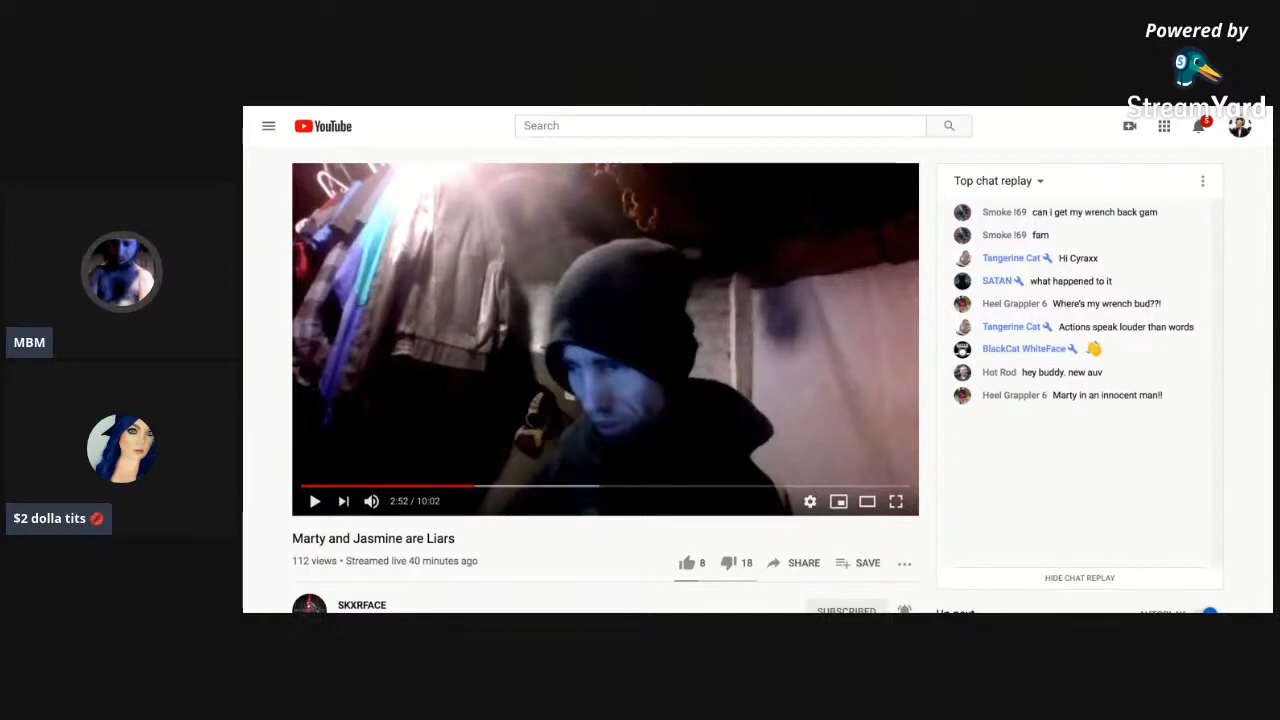 Powered by
StreamYard
YouTube
Search
5
Top chat replay
Smoke !69 can i get my wrench back gam
Smoke !69 fam
Tangerine Cat Hi Cyraxx
SATAN what happened to it
Heel Grappler 6 Where's my wrench bud??!
Tangerine Cat Actions speak louder than words
BlackCat WhiteFace
Hot Rod hey buddy. new auv
Heel Grappler 6 Marty in an innocent man!!
HIDE CHAT REPLAY
MBM
$2 dolla tits
2:52 / 10:02
Marty and Jasmine are Liars
112 views • Streamed live 40 minutes ago
8 18 SHARE SAVE
SKXRFACE
SUBSCRIBED
Up next
AUTOPLAY